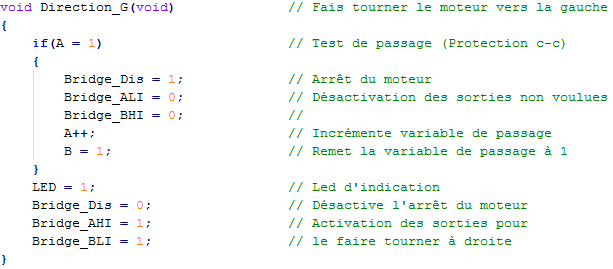 void Direction_G(void) // Fais tourner le moteur vers la gauche
{
if(A = 1) // Test de passage (Protection c-c)
{
Bridge_Dis = 1; // Arrêt du moteur
Bridge_ALI = 0; // Désactivation des sorties non voulues
Bridge_BHI = 0; //
A++; // Incrémente variable de passage
B = 1; // Remet la variable de passage à 1
}
LED = 1; // Led d'indication
Bridge_Dis = 0; // Désactive l'arrêt du moteur
Bridge_AHI = 1; // Activation des sorties pour
Bridge_BLI = 1; // le faire tourner à droite
}